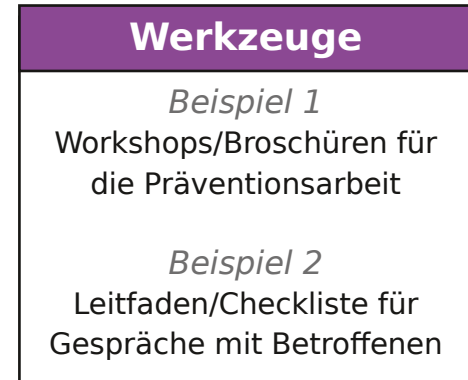 Werkzeuge
Beispiel 1
Workshops/Broschüren für
die Präventionsarbeit
Beispiel 2
Leitfaden/Checkliste für
Gespräche mit Betroffenen